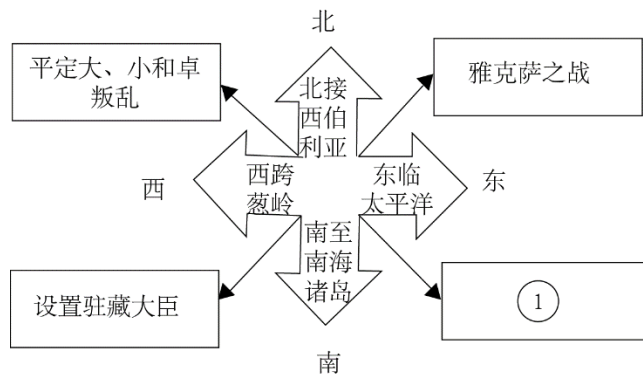 北
平定大、小和卓
叛乱
雅克萨之战
北接
西伯
利亚
西
西跨
葱岭
东临
太平洋
东
南至
南海
诸岛
设置驻藏大臣
①
南